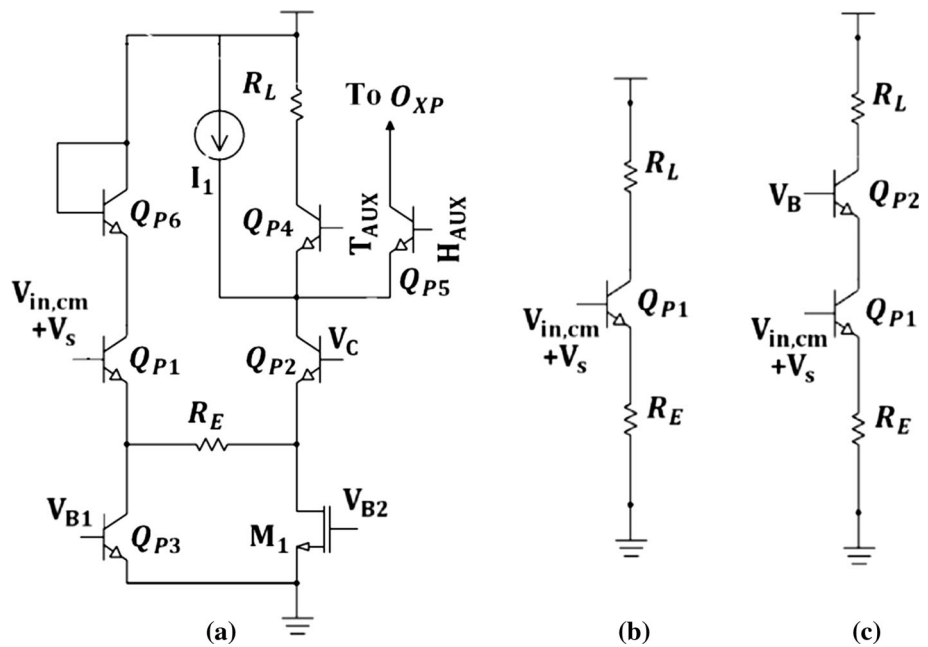 R_L
To O_XP
I_1
Q_P6
Q_P4
T_AUX
H_AUX
Q_P5
V_in,cm
+V_s
Q_P1
Q_P2
V_C
R_E
V_B1
Q_P3
M_1
V_B2
(a)
R_L
Q_P1
V_in,cm
+V_s
R_E
(b)
R_L
V_B
Q_P2
Q_P1
V_in,cm
+V_s
R_E
(c)